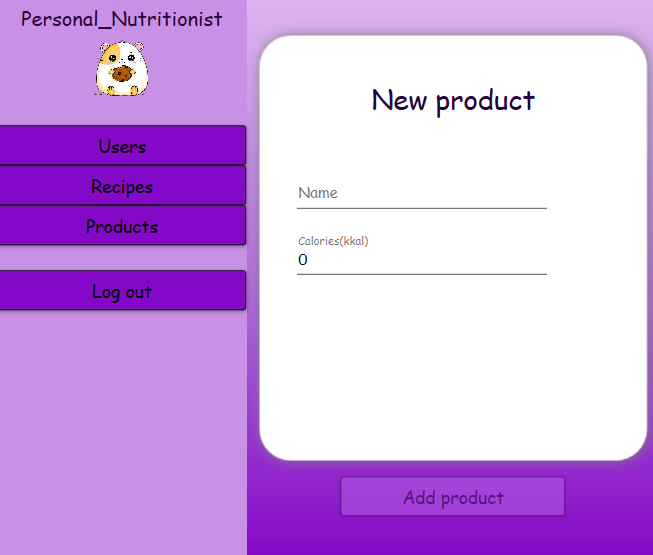 Personal_Nutritionist
Users
Recipes
Products
Log out
New product
Name
Calories(kkal)
0
Add product